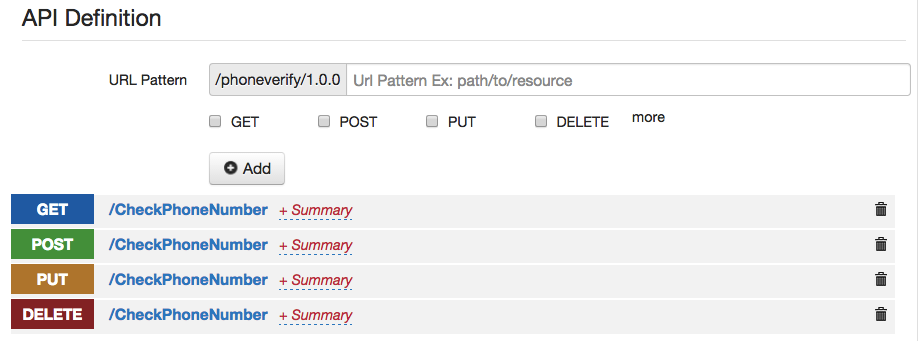 API Definition
URL Pattern /phoneverify/1.0.0 Url Pattern Ex: path/to/resource
GET POST PUT DELETE more
Add
GET /CheckPhoneNumber + Summary
POST /CheckPhoneNumber + Summary
PUT /CheckPhoneNumber + Summary
DELETE /CheckPhoneNumber + Summary